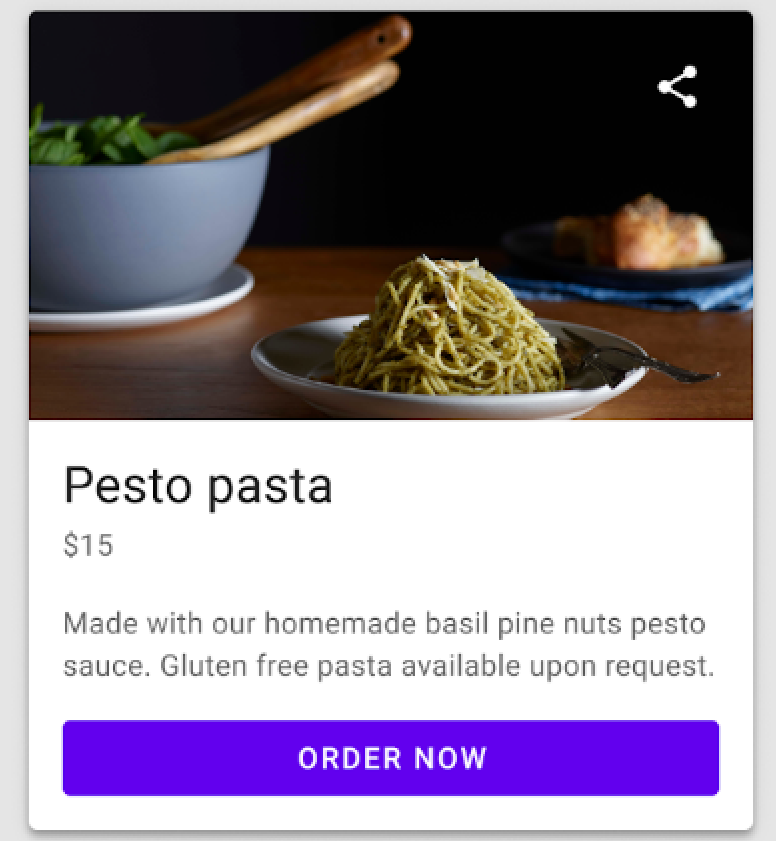 Pesto pasta
$15
Made with our homemade basil pine nuts pesto
sauce. Gluten free pasta available upon request.
ORDER NOW